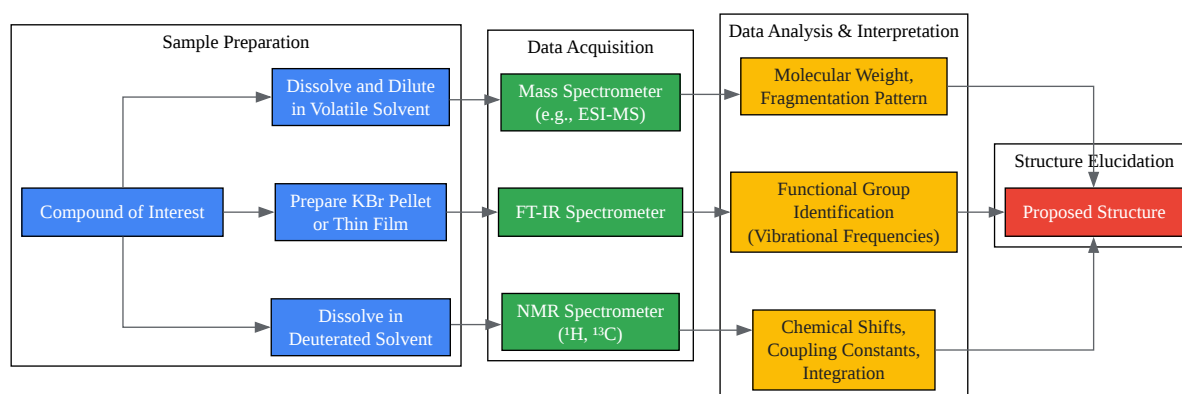 Sample Preparation
Compound of Interest
Dissolve and Dilute
in Volatile Solvent
Prepare KBr Pellet
or Thin Film
Dissolve in
Deuterated Solvent
Data Acquisition
Mass Spectrometer
(e.g., ESI-MS)
FT-IR Spectrometer
NMR Spectrometer
(¹H, ¹³C)
Data Analysis & Interpretation
Molecular Weight,
Fragmentation Pattern
Functional Group
Identification
(Vibrational Frequencies)
Chemical Shifts,
Coupling Constants,
Integration
Structure Elucidation
Proposed Structure